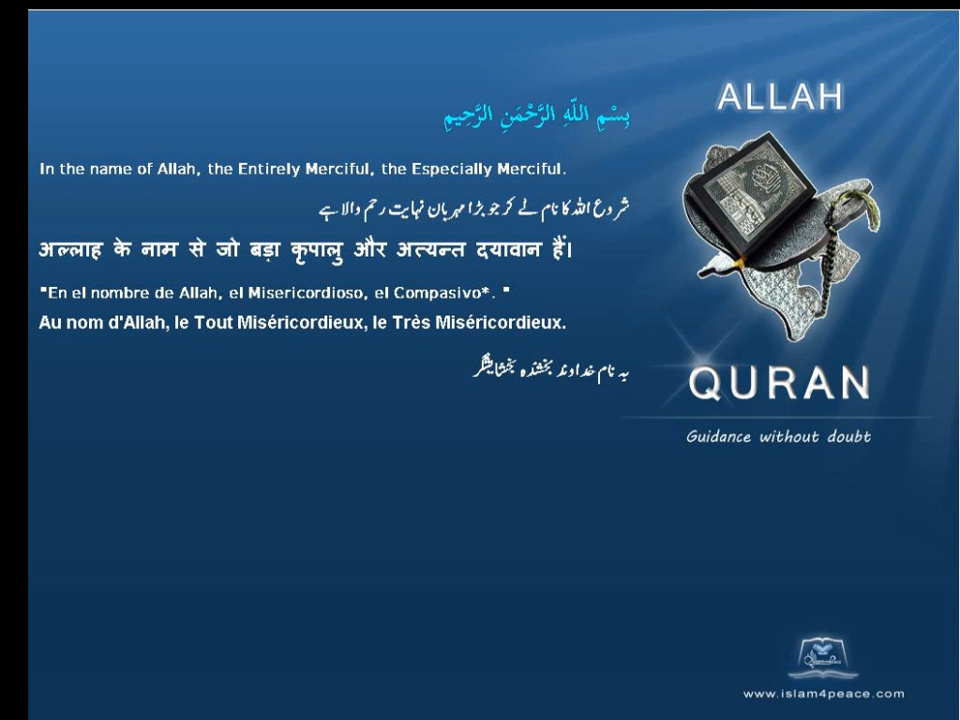 بِسْمِ اللّهِ الرَّحْمَنِ الرَّحِيمِ
In the name of Allah, the Entirely Merciful, the Especially Merciful.
شروع اللہ کا نام لے کر جو بڑا مہربان نہایت رحم والا ہے
अल्लाह के नाम से जो बड़ा कृपालु और अत्यन्त दयावान हैं।
"En el nombre de Allah, el Misericordioso, el Compasivo*. "
Au nom d'Allah, le Tout Miséricordieux, le Très Miséricordieux.
به نام خداوند بخشنده بخشایشگر
ALLAH
QURAN
Guidance without doubt
www.islam4peace.com